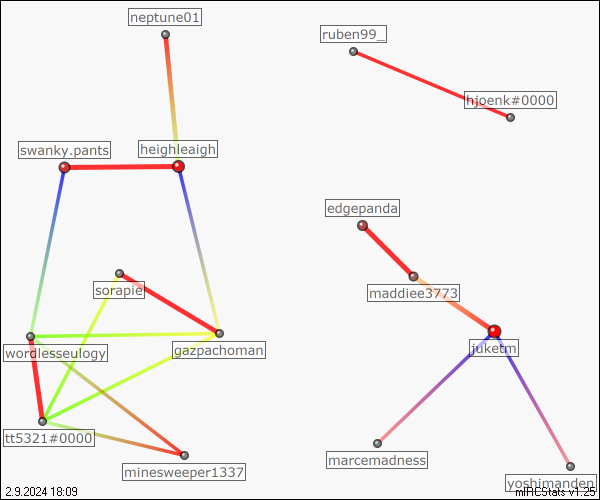 neptune01
ruben99_
hjoenk#0000
swanky.pants
heighleaigh
edgepanda
sorapie
maddiee3773
wordlesseulogy
gazpachoman
juketm
tt5321#0000
marcemadness
minesweeper1337
yoshimanden
2.9.2024 18:09
mIRCStats v1.25